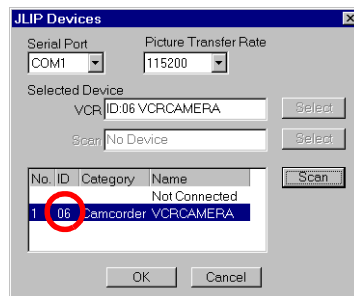 JLIP Devices
Serial Port Picture Transfer Rate
COM1 115200
Selected Device
VCR ID:06 VCRCAMERA Select
Scan No Device Select
No. ID Category Name Scan
Not Connected
1 06 Camcorder VCRCAMERA
OK Cancel